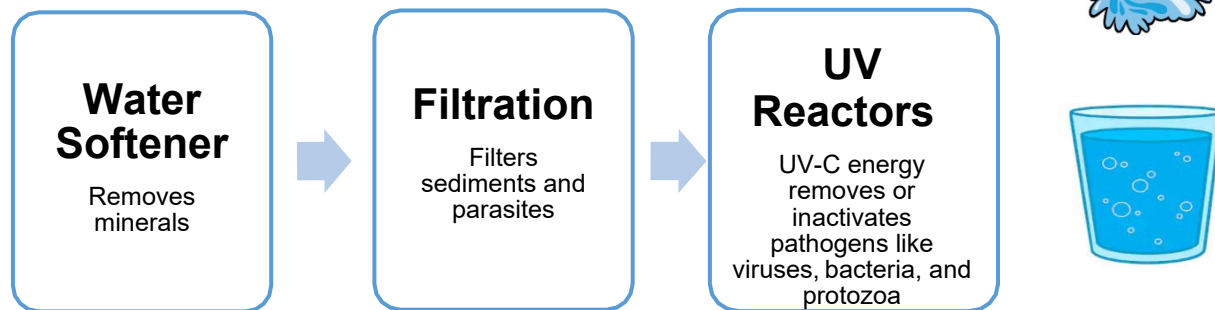 Water
Softener
Removes
minerals
Filtration
Filters
sediments and
parasites
UV
Reactors
UV-C energy
removes or
inactivates
pathogens like
viruses, bacteria, and
protozoa